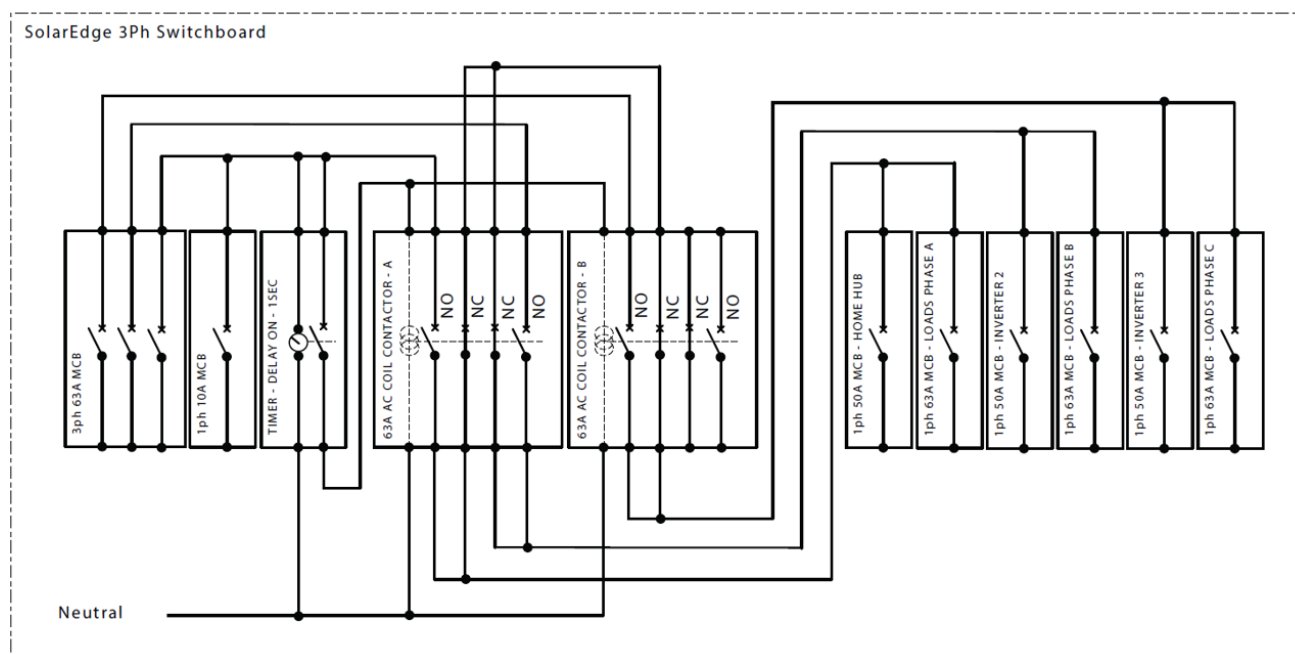 SolarEdge 3Ph Switchboard
3ph 63A MCB
1ph 10A MCB
TIMER - DELAY ON - 1SEC
63A AC COIL CONTACTOR - A
NO
NC
NC
NO
63A AC COIL CONTACTOR - B
NO
NC
NC
NO
1ph 50A MCB - HOME HUB
1ph 63A MCB - LOADS PHASE A
1ph 50A MCB - INVERTER 2
1ph 63A MCB - LOADS PHASE B
1ph 50A MCB - INVERTER 3
1ph 63A MCB - LOADS PHASE C
Neutral